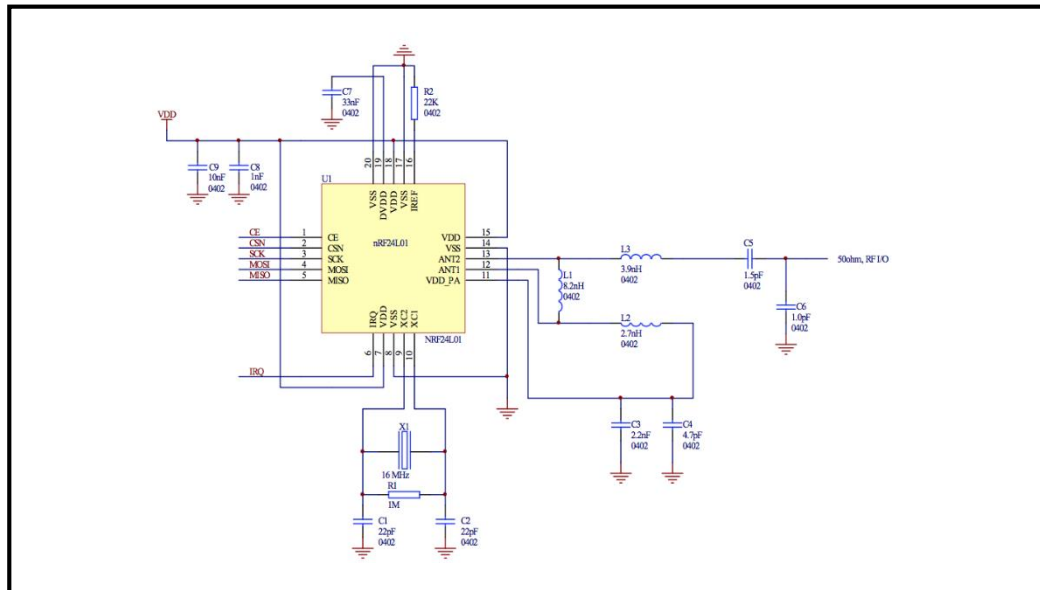 C7
33nF
0402
R2
22K
0402
VDD
C9
10nF
0402
C8
1nF
0402
20
19
18
17
16
U1
VSS
DVDD
VDD
VSS
IREF
CE
CSN
SCK
MOSI
MISO
1
2
3
4
5
CE
CSN
SCK
MOSI
MISO
nRF24L01
VDD
VSS
ANT2
ANT1
VDD_PA
15
14
13
12
11
IRQ
VDD
VSS
XC2
XC1
NRF24L01
6
7
8
9
10
IRQ
L3
3.9nH
0402
C5
1.5pF
0402
50ohm, RF I/O
L1
8.2nH
0402
C6
1.0pF
0402
L2
2.7nH
0402
C3
2.2nF
0402
C4
4.7pF
0402
X1
16 MHz
R1
1M
C1
22pF
0402
C2
22pF
0402